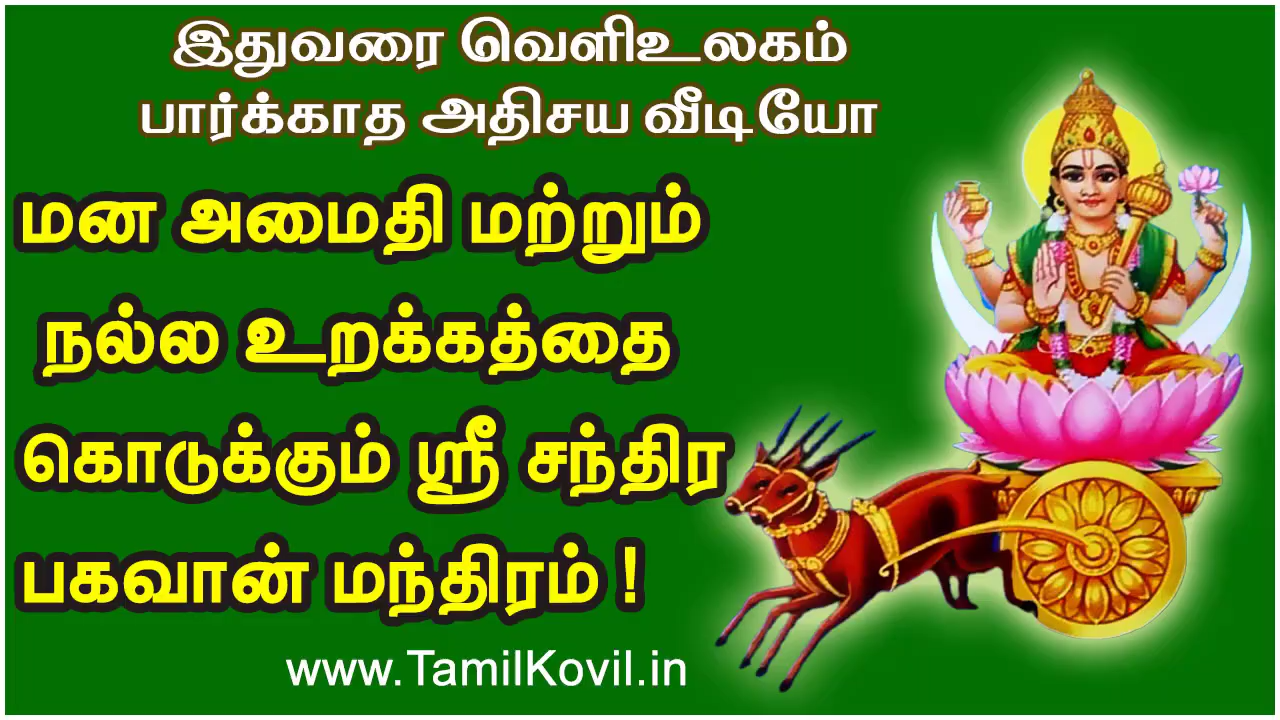 இதுவரை வெளிஉலகம்
பார்க்காத அதிசய வீடியோ
மன அமைதி மற்றும்
நல்ல உறக்கத்தை
கொடுக்கும் ஸ்ரீ சந்திர
பகவான் மந்திரம் !
www.TamilKovil.in